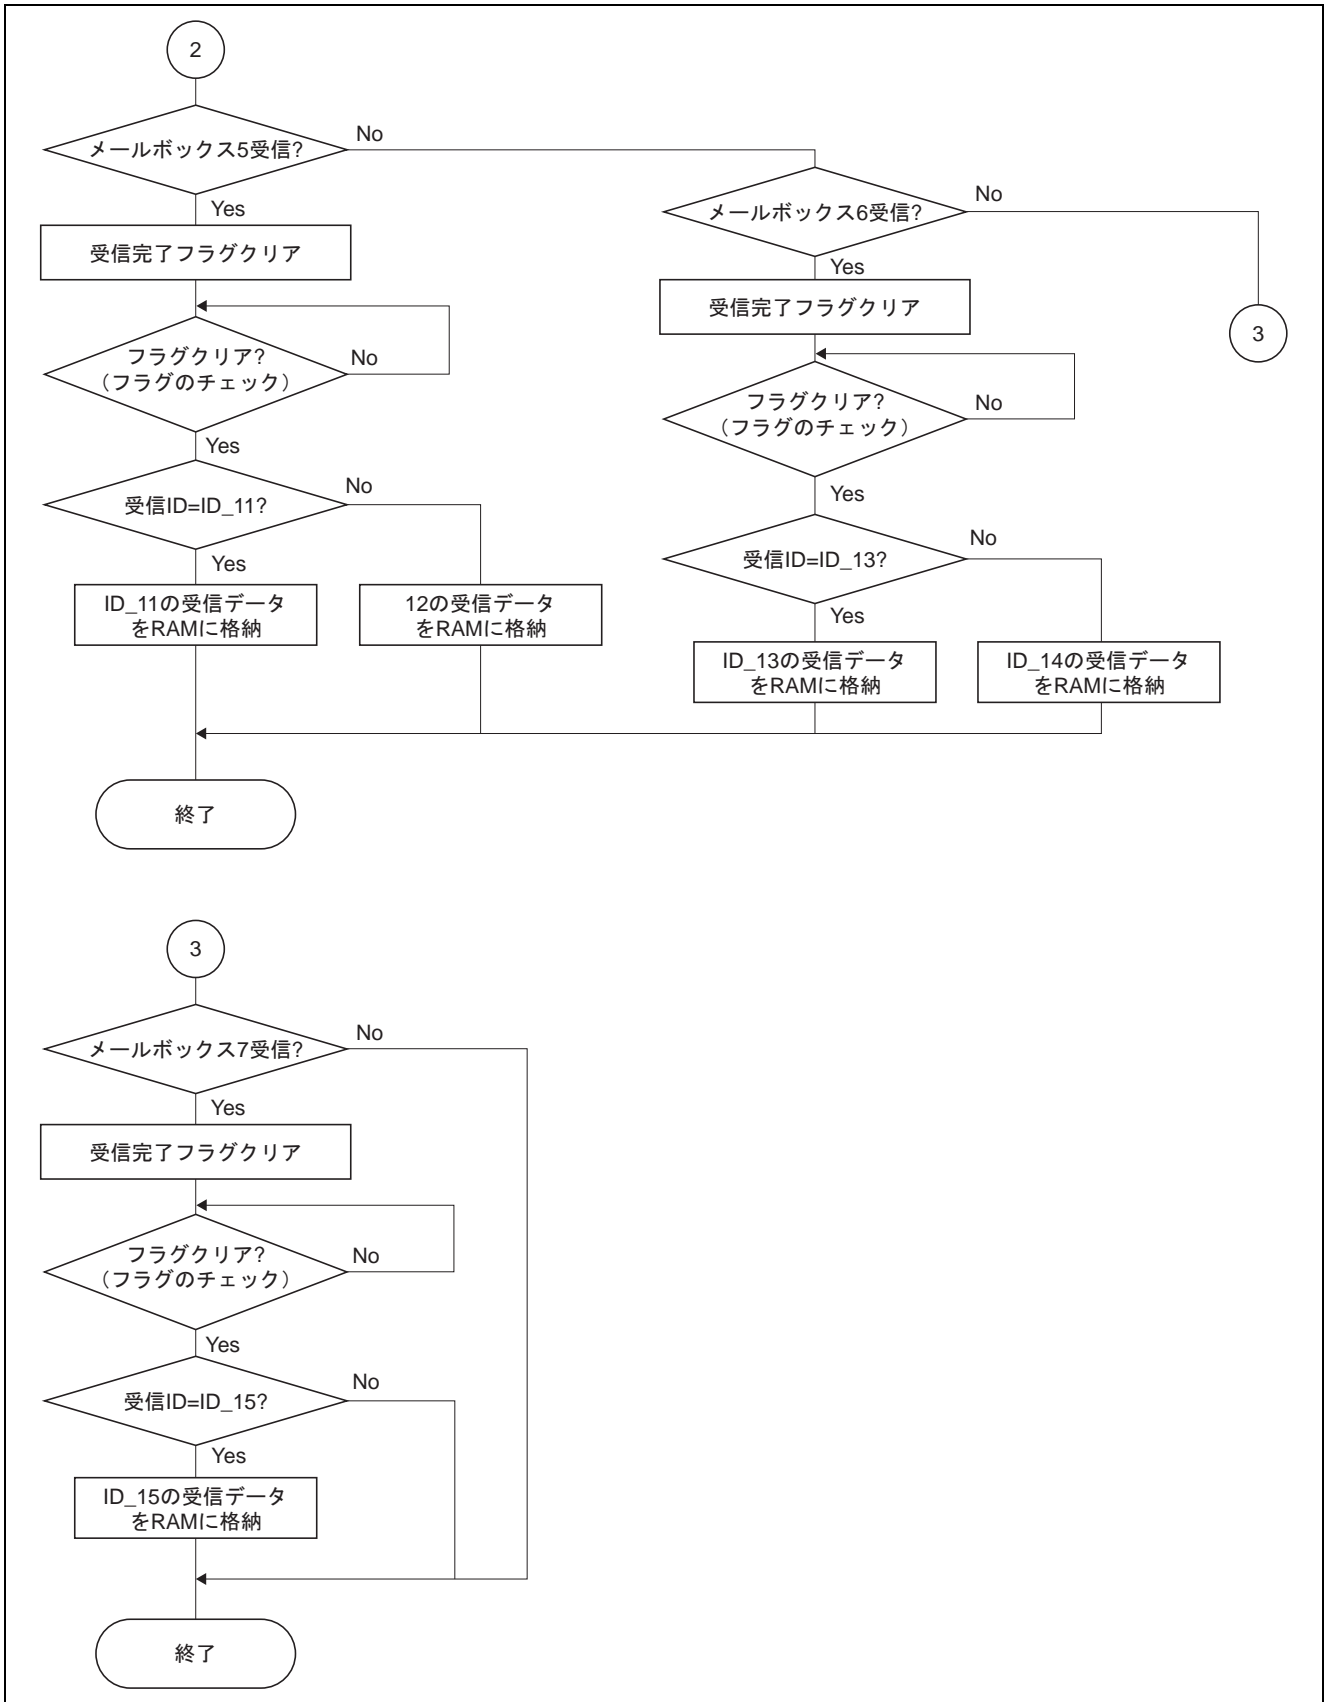 2
メールボックス5受信?
No
Yes
受信完了フラグクリア
フラグクリア?
（フラグのチェック）
No
Yes
受信ID=ID_11?
No
Yes
ID_11の受信データ
をRAMに格納
12の受信データ
をRAMに格納
メールボックス6受信?
No
Yes
3
受信完了フラグクリア
フラグクリア?
（フラグのチェック）
No
Yes
受信ID=ID_13?
No
Yes
ID_13の受信データ
をRAMに格納
ID_14の受信データ
をRAMに格納
終了
3
メールボックス7受信?
No
Yes
受信完了フラグクリア
フラグクリア?
（フラグのチェック）
No
Yes
受信ID=ID_15?
No
Yes
ID_15の受信データ
をRAMに格納
終了